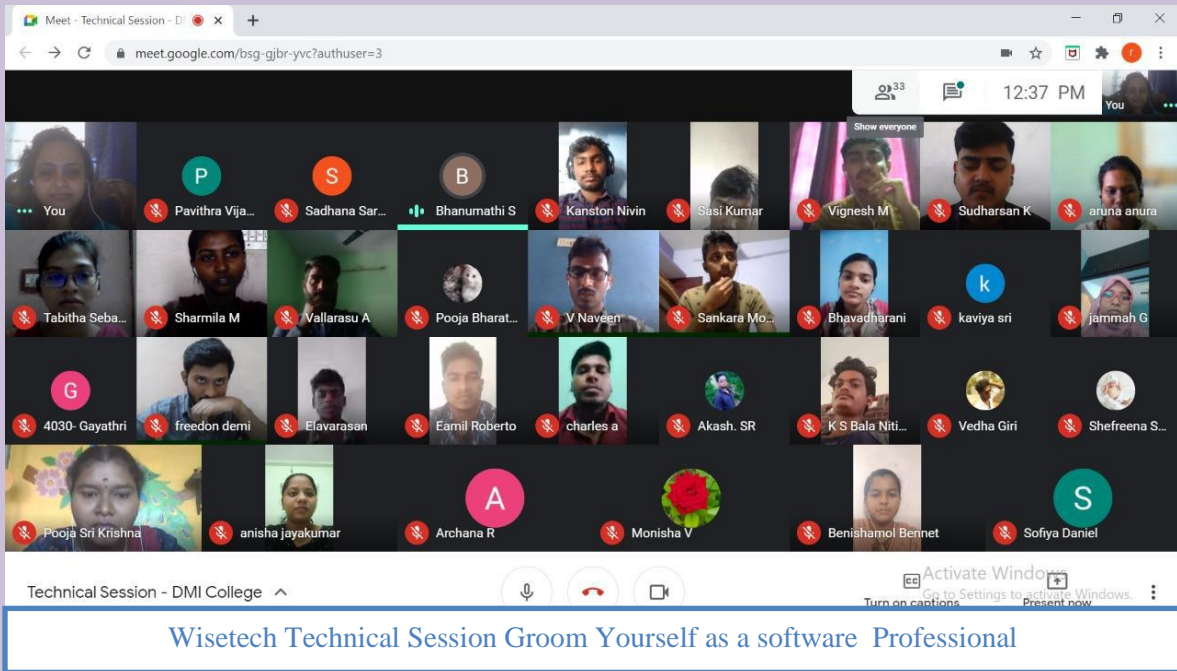 Meet - Technical Session - D
meet.google.com/bsg-gjbr-yvc?authuser=3
r
33
12:37 PM
You
Show everyone
You
P
Pavithra Vija...
S
Sadhana Sar...
B
Bhanumathi S
Kanston Nivin
Sasi Kumar
Vignesh M
Sudharsan K
aruna anura
Tabitha Seba...
Sharmila M
Vallarasu A
Pooja Bharat...
V Naveen
Sankara Mo...
Bhavadharani
k
kaviya sri
jammah G
G
4030- Gayathri
freedon demi
Elavarasan
Eamil Roberto
charles a
Akash. SR
K S Bala Niti...
Vedha Giri
Shefreena S...
Pooja Sri Krishna
anisha jayakumar
A
Archana R
Monisha V
Benishamol Bennet
S
Sofiya Daniel
Technical Session - DMI College
CC
Turn on captions
Present now
Activate Windows
Go to Settings to activate Windows.
Wisetech Technical Session Groom Yourself as a software Professional